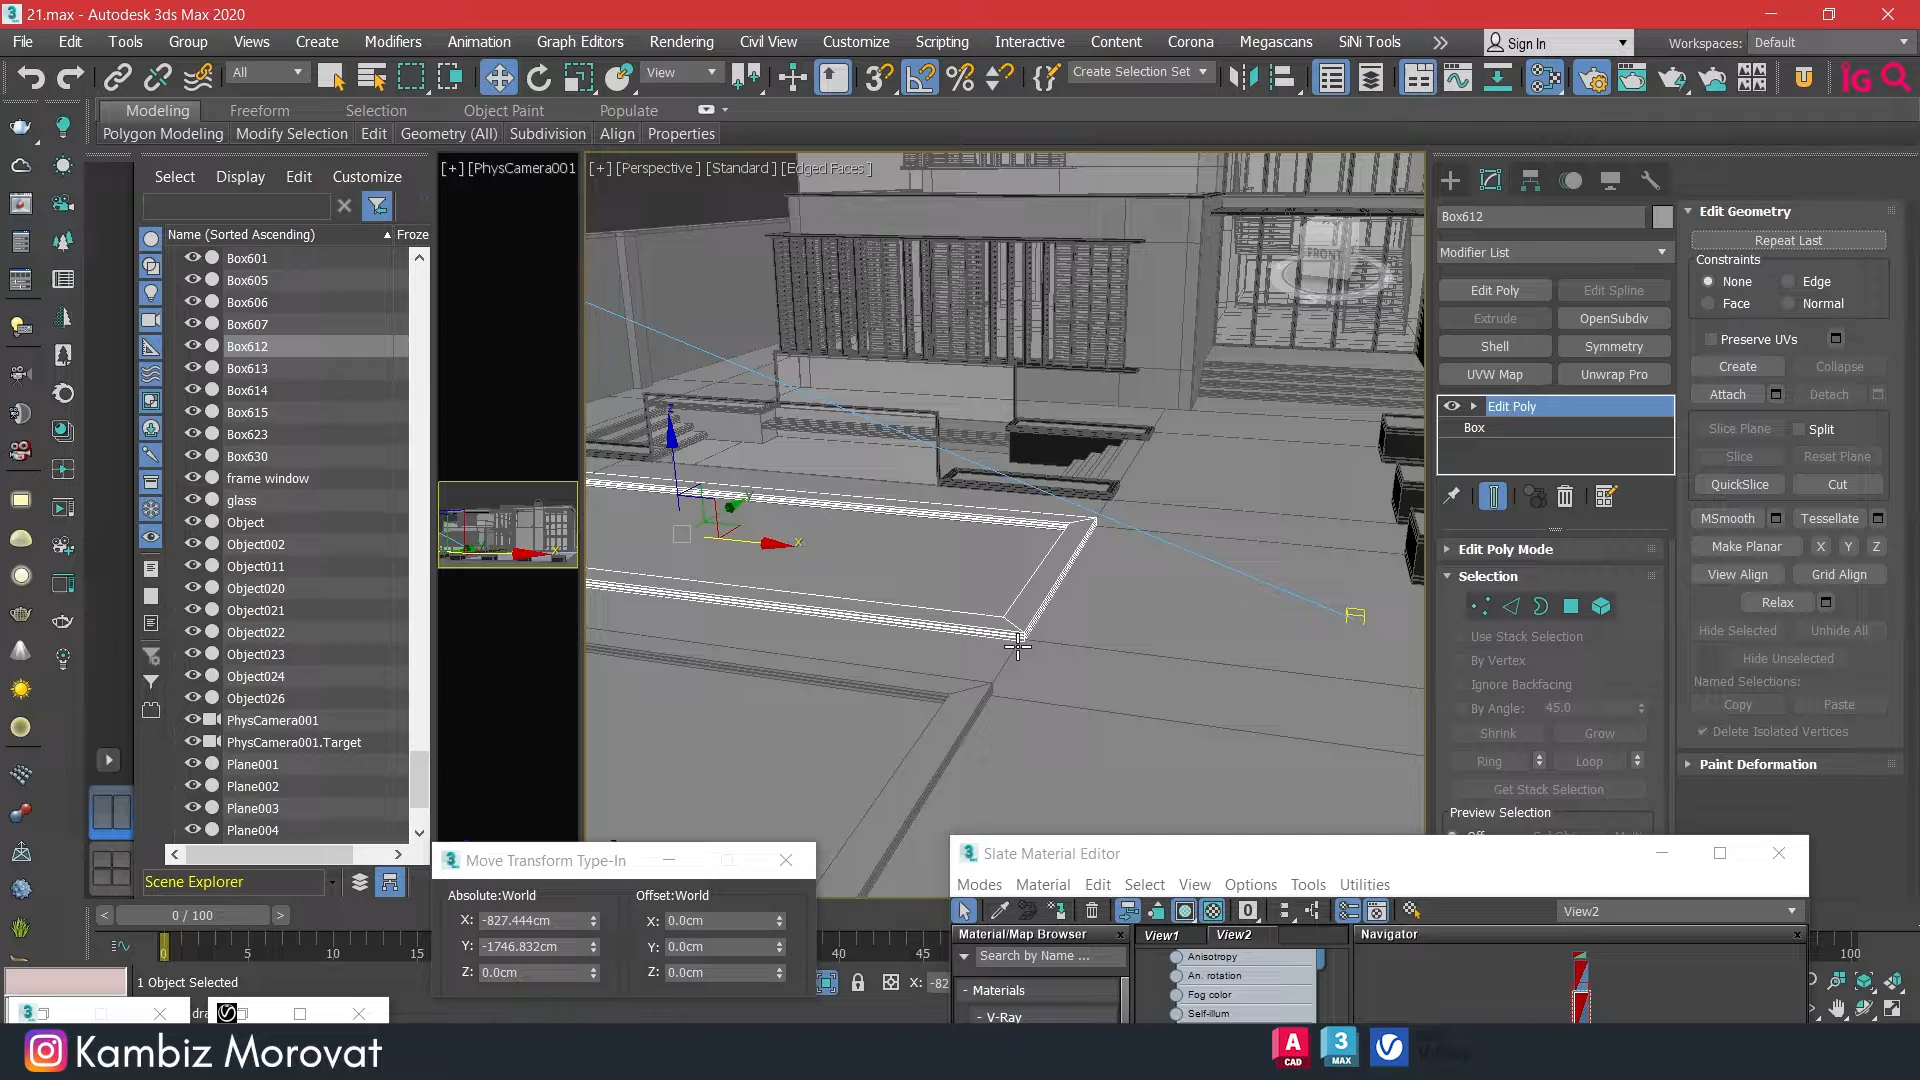 21.max - Autodesk 3ds Max 2020
File Edit Tools Group Views Create Modifiers Animation Graph Editors Rendering Civil View Customize Scripting Interactive Content Corona Megascans SiNi Tools Sign In Workspaces: Default
All View Create Selection Set IG
Modeling Freeform Selection Object Paint Populate
Polygon Modeling Modify Selection Edit Geometry (All) Subdivision Align Properties
Select Display Edit Customize
Name (Sorted Ascending) Froze
Box601
Box605
Box606
Box607
Box612
Box613
Box614
Box615
Box623
Box630
frame window
glass
Object
Object002
Object011
Object020
Object021
Object022
Object023
Object024
Object026
PhysCamera001
PhysCamera001.Target
Plane001
Plane002
Plane003
Plane004
Scene Explorer
0 / 100
[+] [PhysCamera001
[+] [Perspective ] [Standard ] [Edged Faces ]
FRONT
Box612
Modifier List
Edit Poly Edit Spline
Extrude OpenSubdiv
Shell Symmetry
UVW Map Unwrap Pro
Edit Poly
Box
Edit Poly Mode
Selection
Use Stack Selection
By Vertex
Ignore Backfacing
By Angle: 45.0
Shrink Grow
Ring Loop
Get Stack Selection
Preview Selection
Edit Geometry
Repeat Last
Constraints
None Edge
Face Normal
Preserve UVs
Create Collapse
Attach Detach
Slice Plane Split
Slice Reset Plane
QuickSlice Cut
MSmooth Tessellate
Make Planar X Y Z
View Align Grid Align
Relax
Hide Selected Unhide All
Hide Unselected
Named Selections:
Copy Paste
Delete Isolated Vertices
Paint Deformation
Move Transform Type-In
Absolute:World Offset:World
X: -827.444cm X: 0.0cm
Y: -1746.832cm Y: 0.0cm
Z: 0.0cm Z: 0.0cm
Slate Material Editor
Modes Material Edit Select View Options Tools Utilities
View2
Material/Map Browser View1 View2 Navigator
Search by Name ...
- Materials
- V-Ray
Anisotropy
An. rotation
Fog color
Self-illum
0 5 10 15 40 45 100
1 Object Selected
X: -82
dra
Kambiz Morovat
A CAD
3 MAX